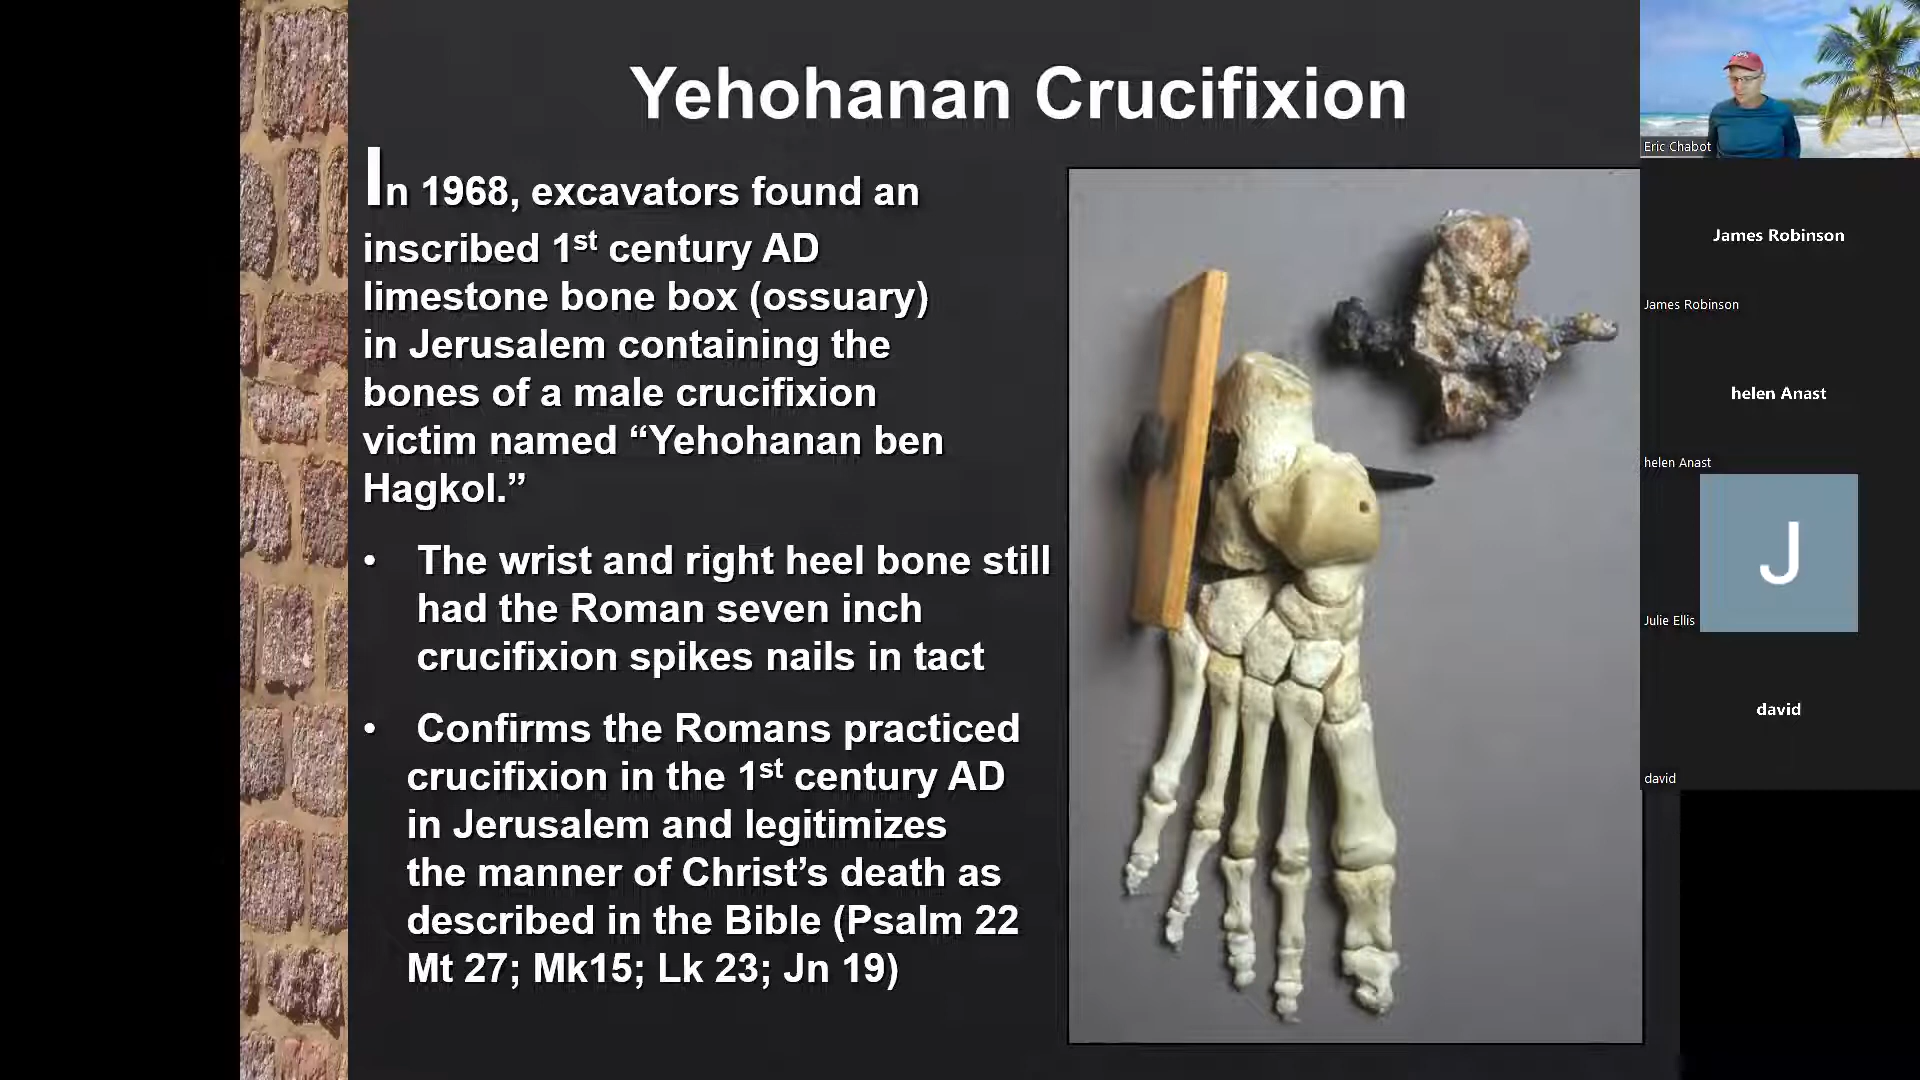 Yehohanan Crucifixion
In 1968, excavators found an
inscribed 1st century AD
limestone bone box (ossuary)
in Jerusalem containing the
bones of a male crucifixion
victim named “Yehohanan ben
Hagkol.”
• The wrist and right heel bone still
had the Roman seven inch
crucifixion spikes nails in tact
• Confirms the Romans practiced
crucifixion in the 1st century AD
in Jerusalem and legitimizes
the manner of Christ’s death as
described in the Bible (Psalm 22
Mt 27; Mk15; Lk 23; Jn 19)
Eric Chabot
James Robinson
James Robinson
helen Anast
helen Anast
J
Julie Ellis
david
david